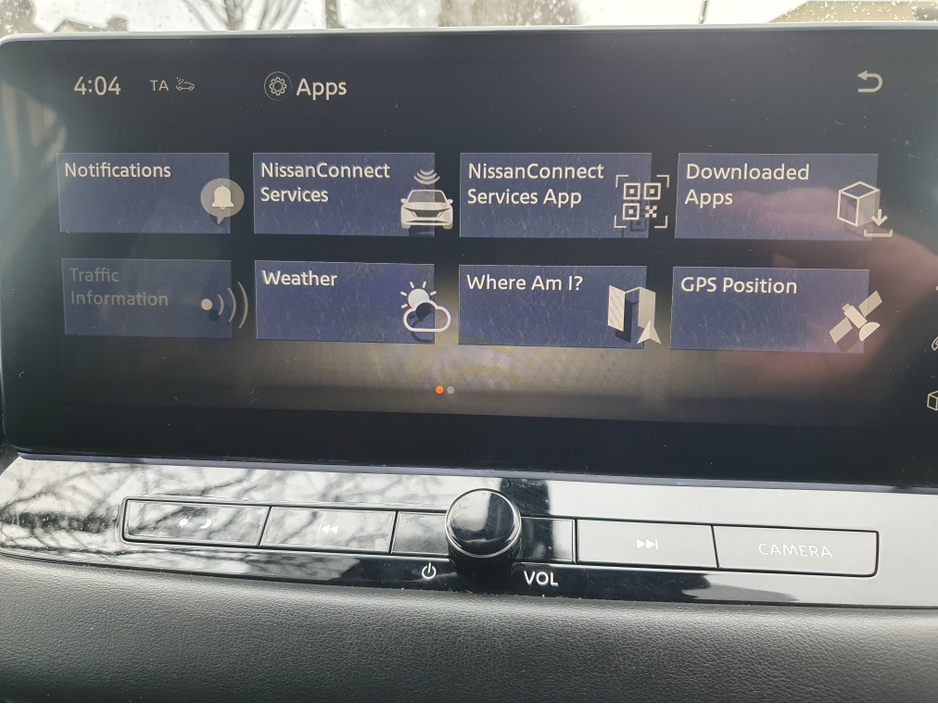 4:04 TA Apps
Notifications
NissanConnect
Services
NissanConnect
Services App
Downloaded
Apps
Traffic
Information
Weather
Where Am I?
GPS Position
CAMERA
VOL